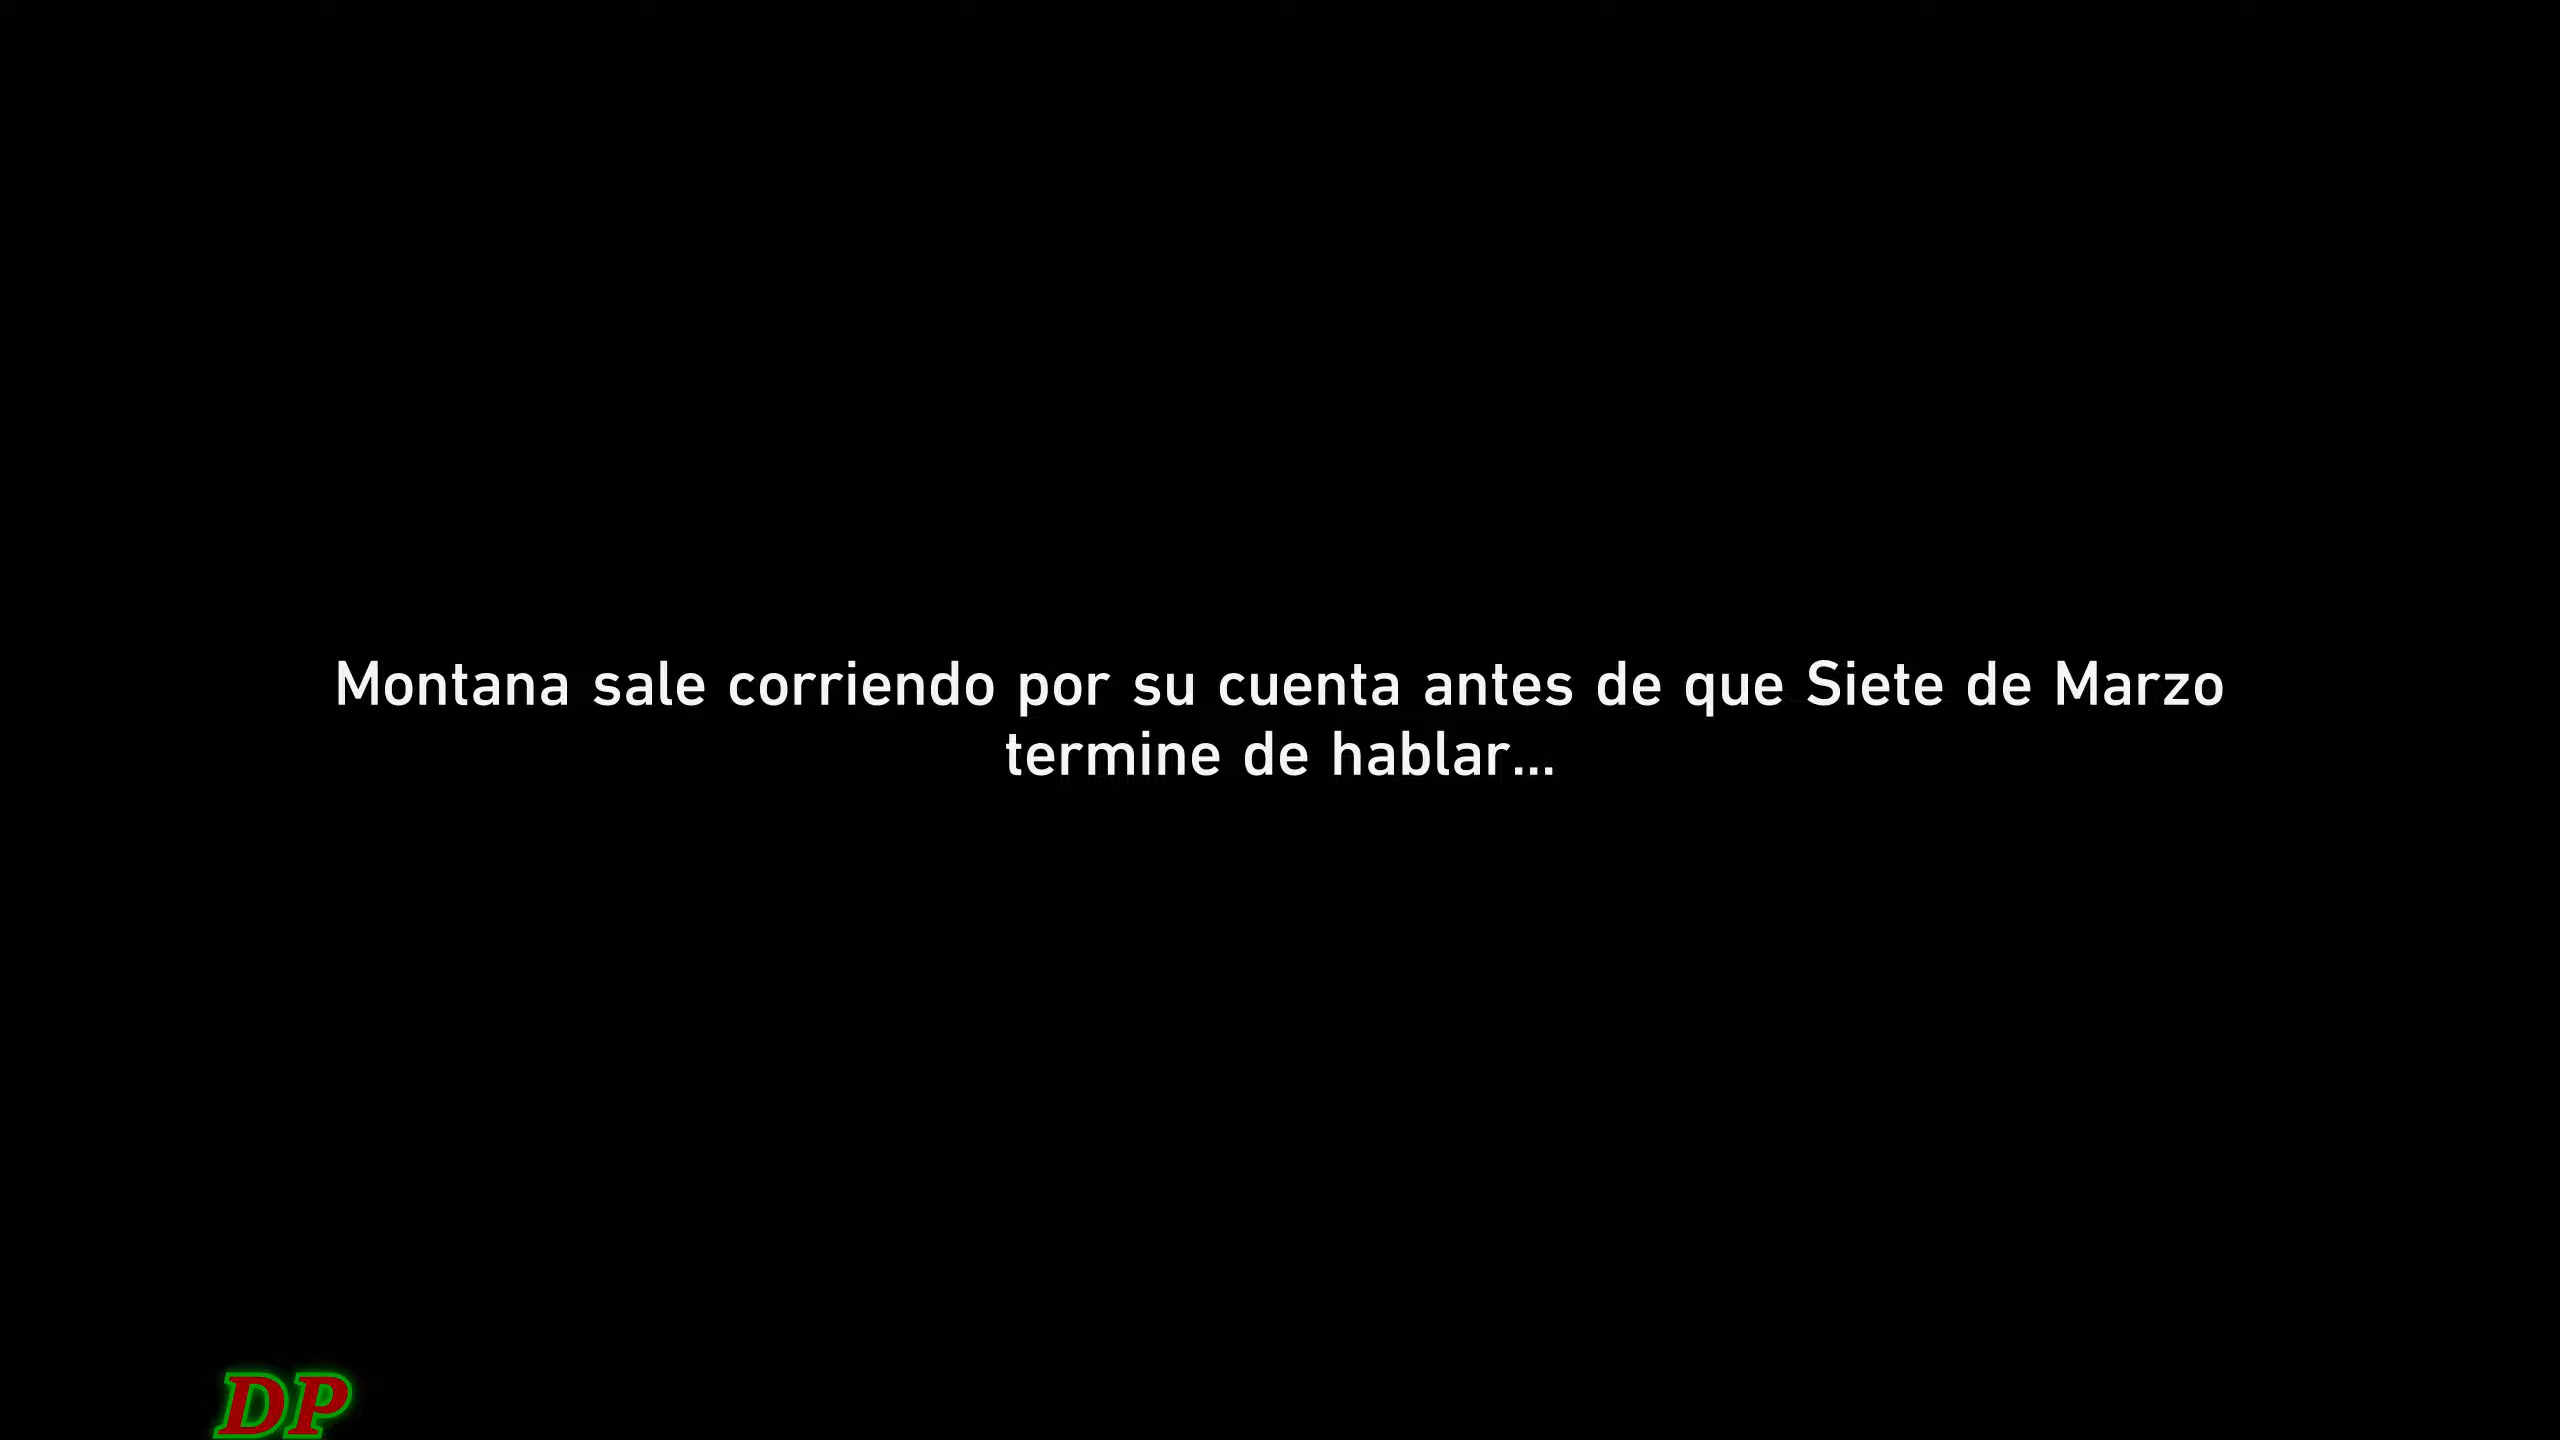 Montana sale corriendo por su cuenta antes de que Siete de Marzo
termine de hablar...
DP